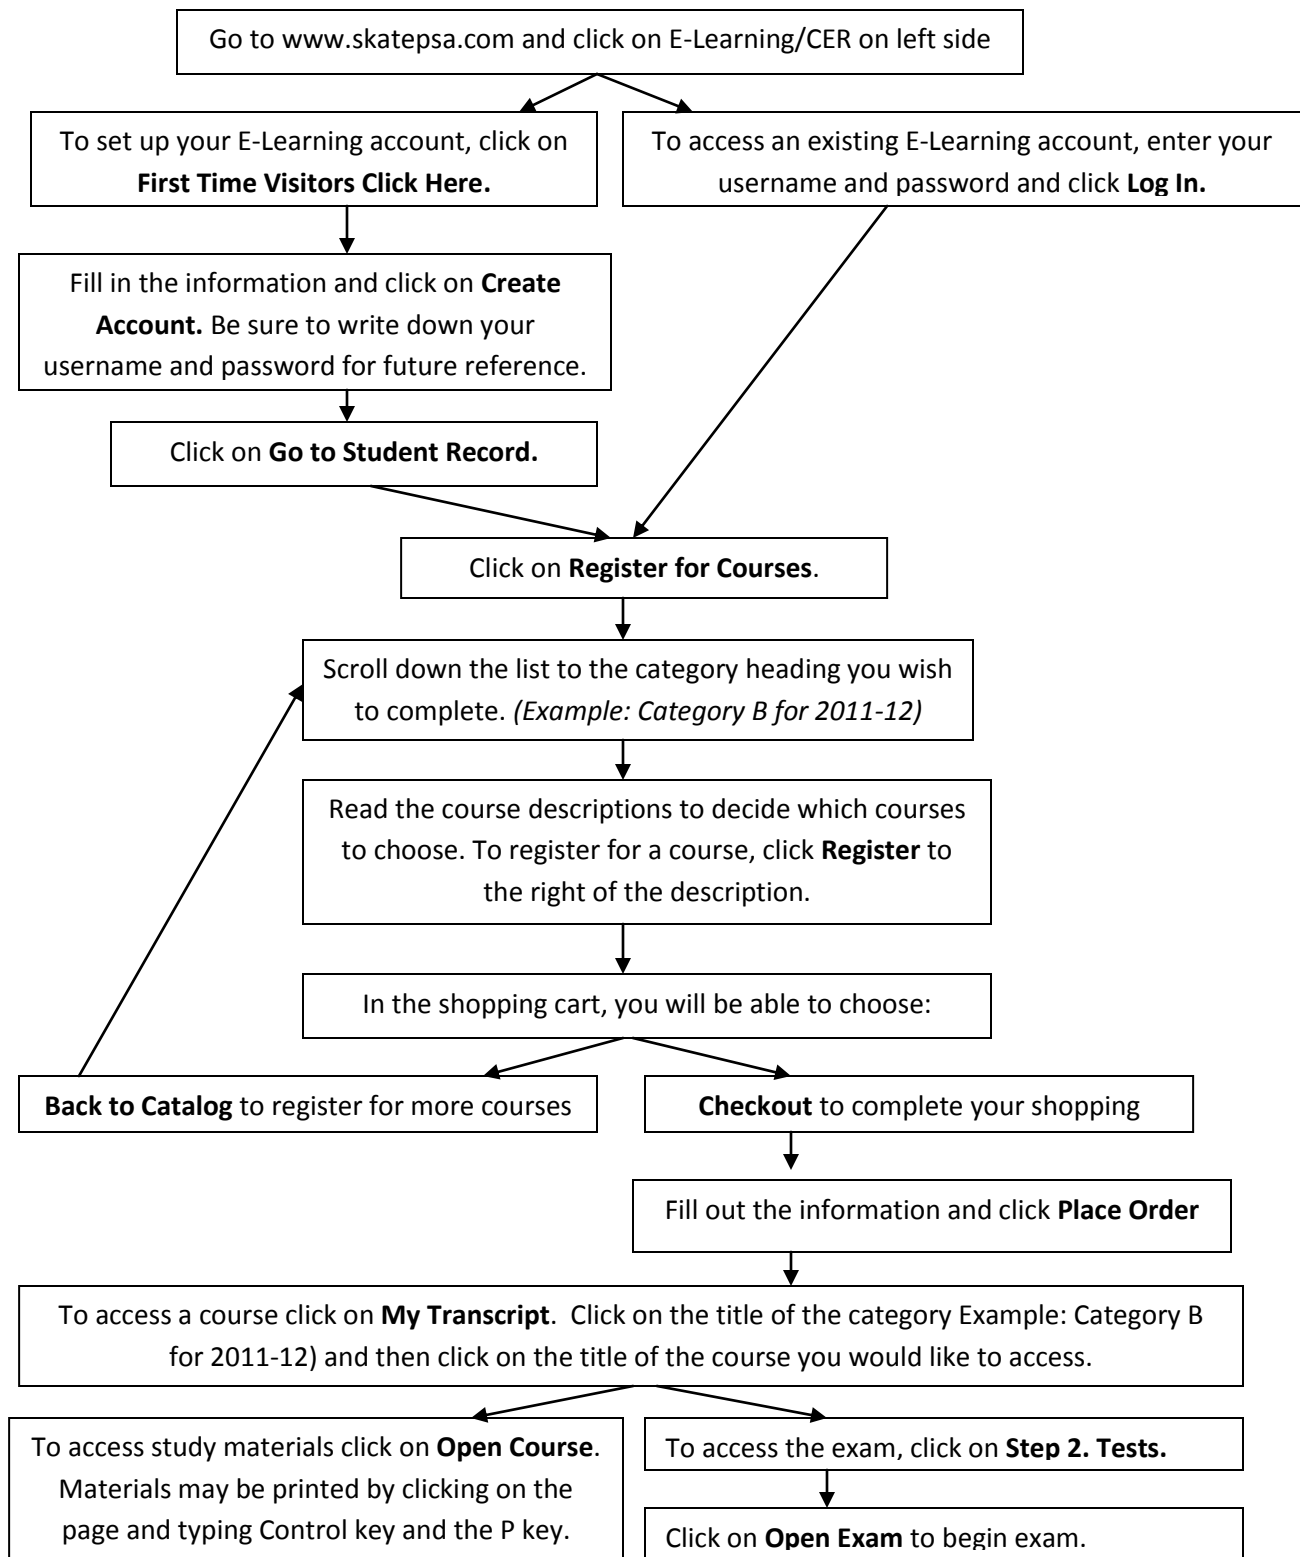 Go to www.skatepsa.com and click on E-Learning/CER on left side
To set up your E-Learning account, click on
First Time Visitors Click Here.
To access an existing E-Learning account, enter your
username and password and click Log In.
Fill in the information and click on Create
Account. Be sure to write down your
username and password for future reference.
Click on Go to Student Record.
Click on Register for Courses.
Scroll down the list to the category heading you wish
to complete. (Example: Category B for 2011-12)
Read the course descriptions to decide which courses
to choose. To register for a course, click Register to
the right of the description.
In the shopping cart, you will be able to choose:
Back to Catalog to register for more courses
Checkout to complete your shopping
Fill out the information and click Place Order
To access a course click on My Transcript. Click on the title of the category Example: Category B
for 2011-12) and then click on the title of the course you would like to access.
To access study materials click on Open Course.
Materials may be printed by clicking on the
page and typing Control key and the P key.
To access the exam, click on Step 2. Tests.
Click on Open Exam to begin exam.